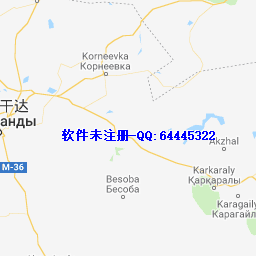 Korneevka
Корнеевка
干达
анды
软件未注册-QQ:64445322
Akzhal
M-36
Karkaraly
Қарқаралы
Besoba
Бесоба
Karagaily
Карагайл